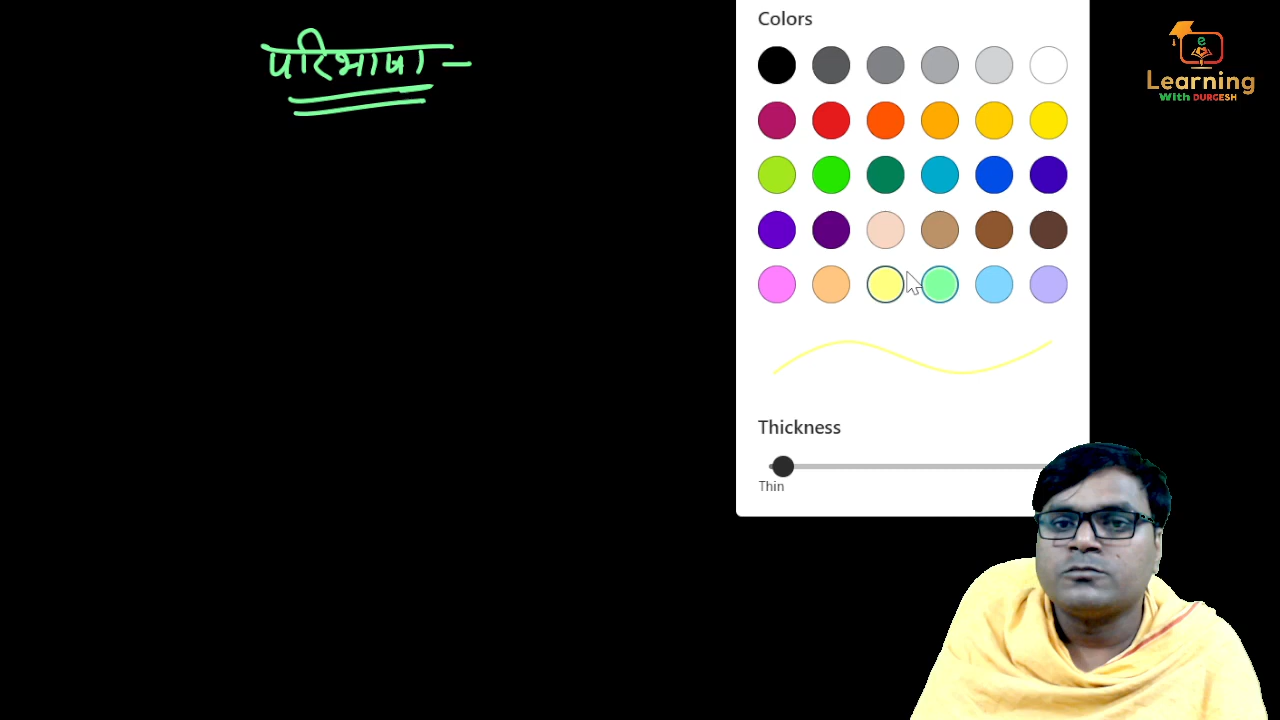 परिभाषा –
Colors
Thickness
Thin
e
Learning
With DURGESH